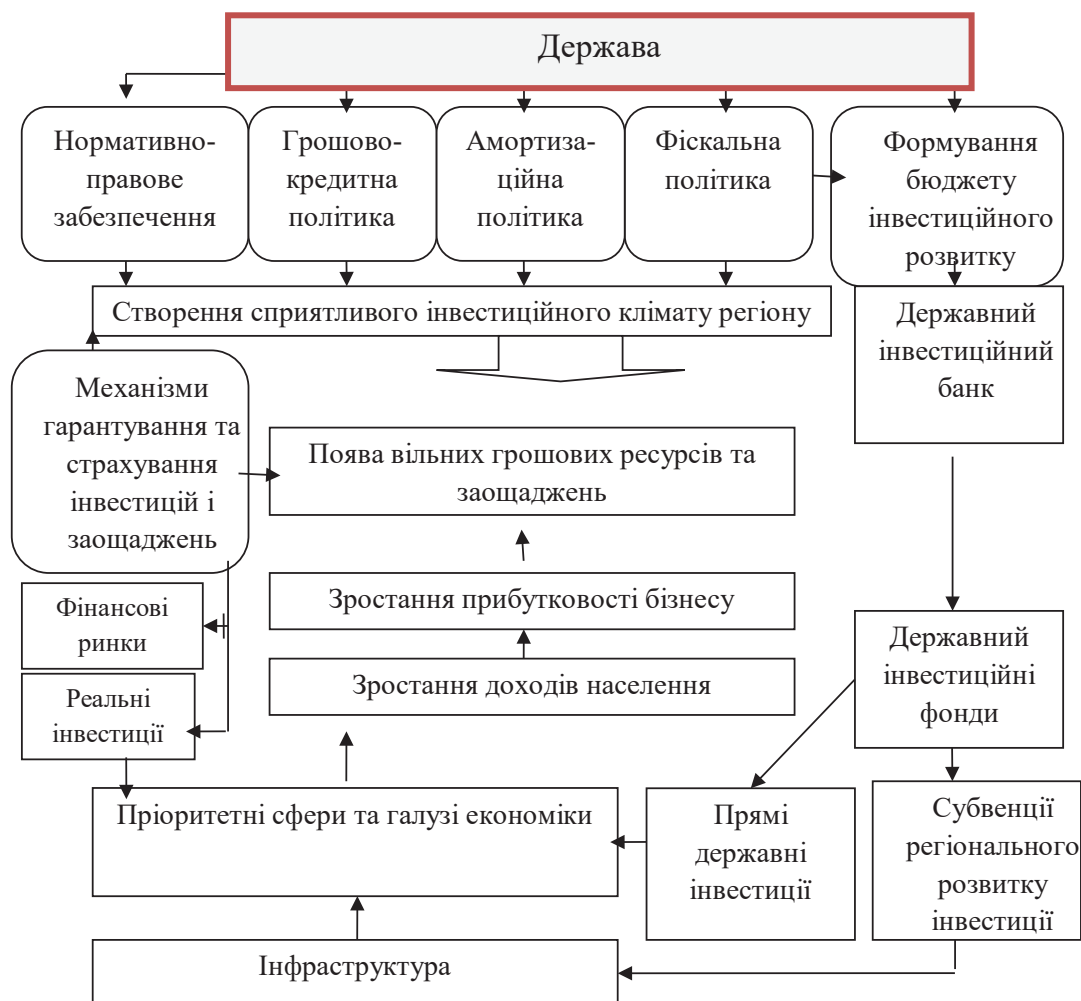 Держава
Нормативно-
правове
забезпечення
Грошово-
кредитна
політика
Амортиза-
ційна
політика
Фіскальна
політика
Формування
бюджету
інвестиційного
розвитку
Створення сприятливого інвестиційного клімату регіону
Державний
інвестиційний
банк
Механізми
гарантування та
страхування
інвестицій і
заощаджень
Поява вільних грошових ресурсів та
заощаджень
Зростання прибутковості бізнесу
Фінансові
ринки
Державний
інвестиційні
фонди
Зростання доходів населення
Реальні
інвестиції
Пріоритетні сфери та галузі економіки
Прямі
державні
інвестиції
Субвенції
регіонального
розвитку
інвестиції
Інфраструктура